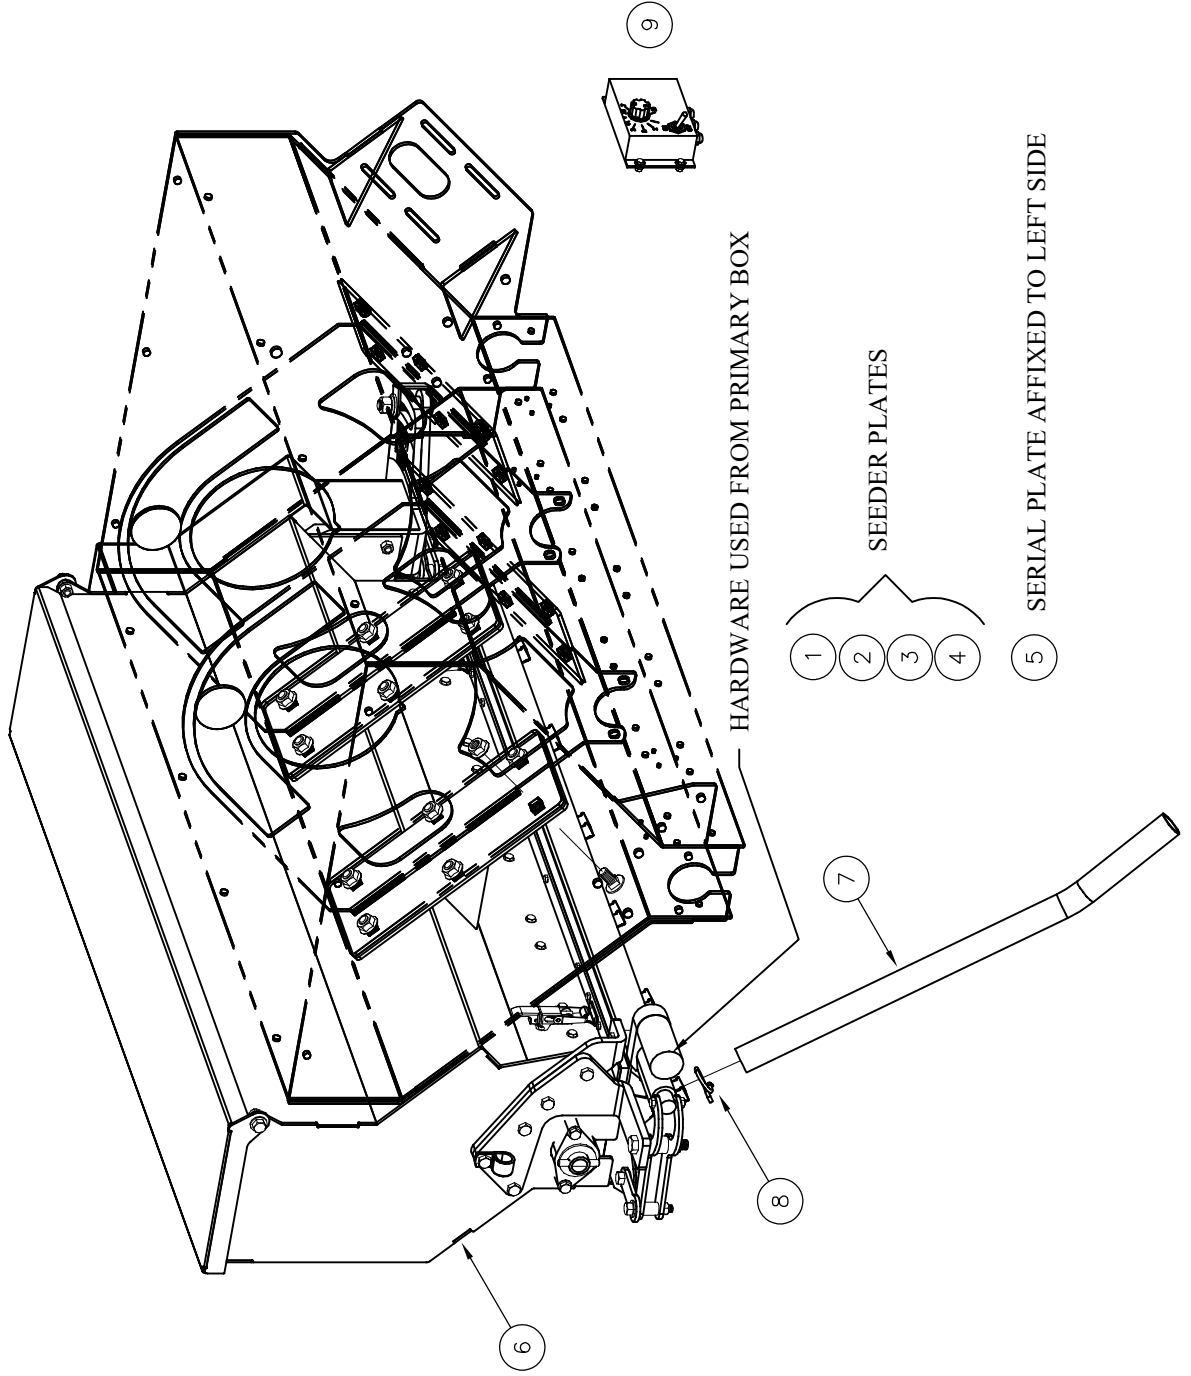 9
HARDWARE USED FROM PRIMARY BOX
1
2
3
4
SEEDER PLATES
5 SERIAL PLATE AFFIXED TO LEFT SIDE
7
8
6